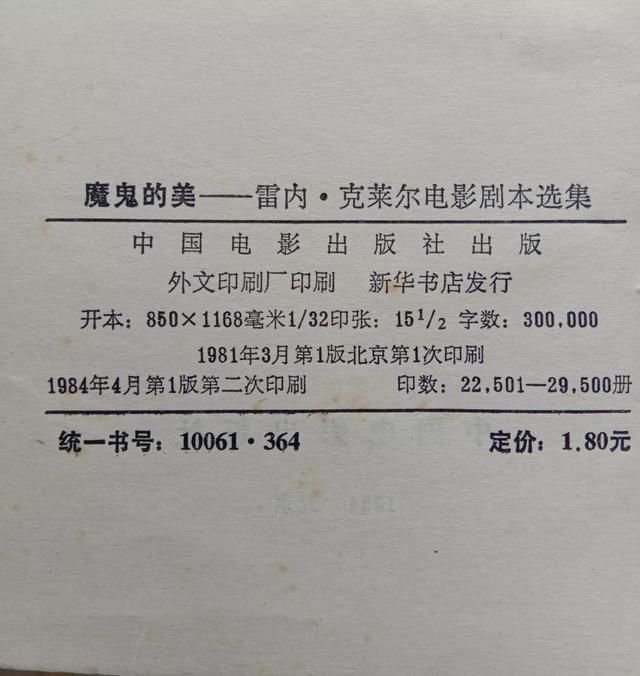 魔鬼的美——雷内·克莱尔电影剧本选集
中国电影出版社出版
外文印刷厂印刷 新华书店发行
开本：850×1168毫米1/32印张：15 1/2 字数：300,000
1981年3月第1版北京第1次印刷
1984年4月第1版第二次印刷 印数：22,501—29,500册
统一书号：10061·364 定价：1.80元